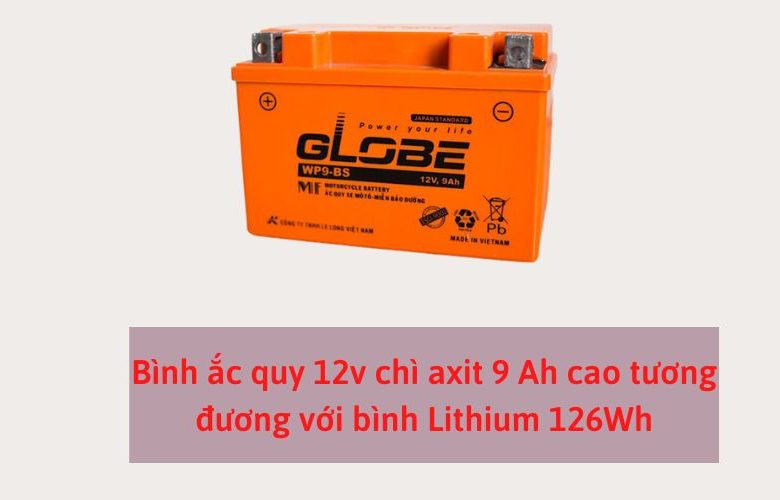 JAPAN STANDARD
Power your life
GLOBE
WP9-BS 12V, 9Ah
MF MOTORCYCLE BATTERY
ẮC QUY XE MÔTÔ-MIỄN BẢO DƯỠNG
CÔNG TY TNHH LE LONG VIỆT NAM
Pb
MADE IN VIETNAM
Bình ắc quy 12v chì axit 9 Ah cao tương
đương với bình Lithium 126Wh